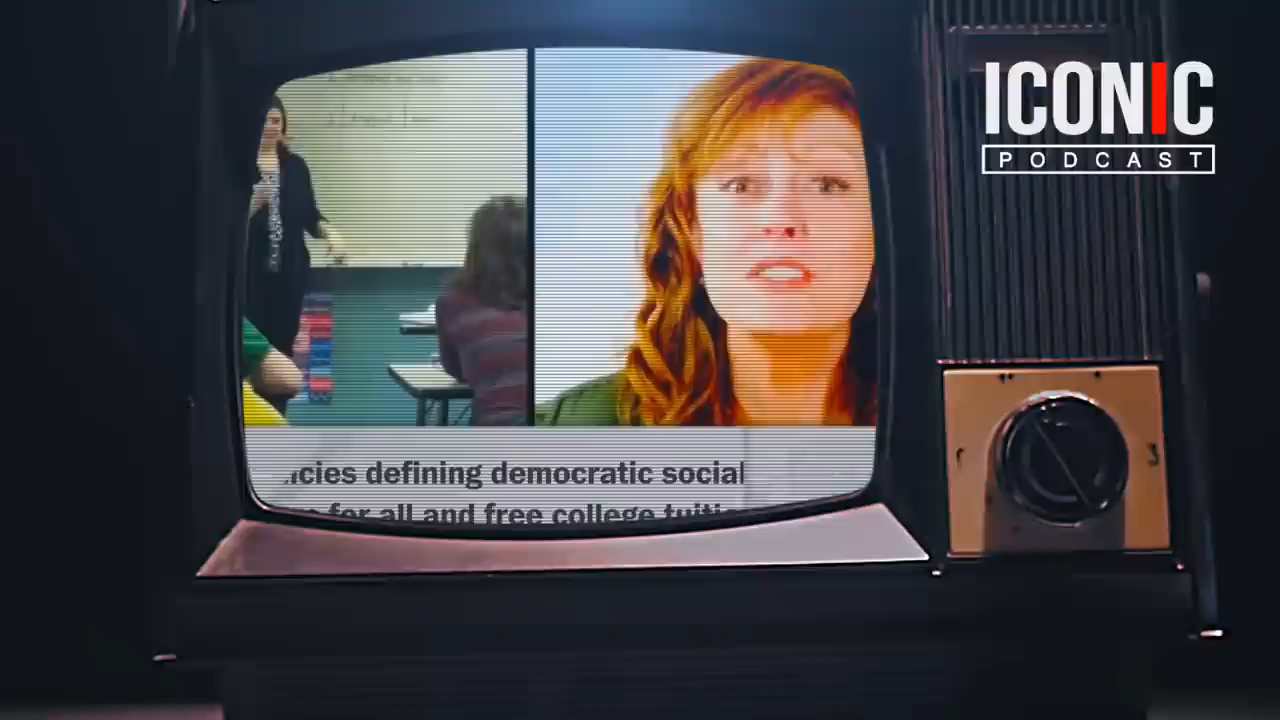 ICONIC
PODCAST
defining democratic social
for all and free college